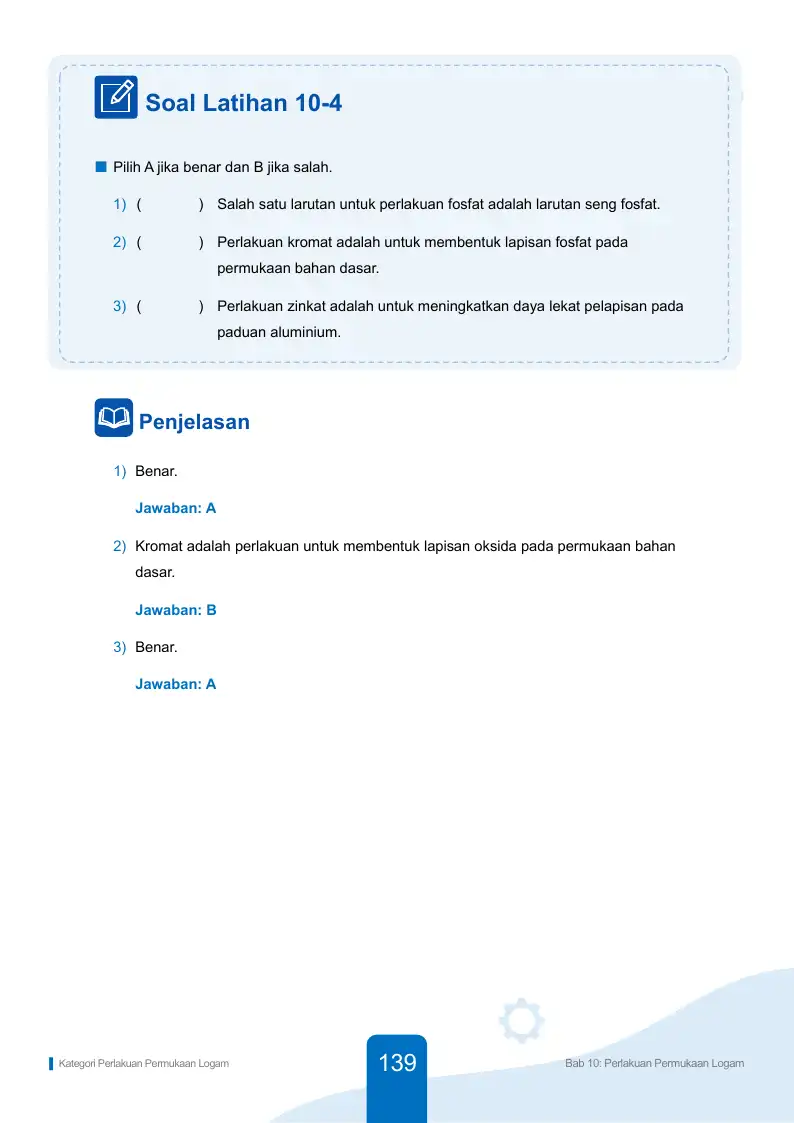 Soal Latihan 10-4
Pilih A jika benar dan B jika salah.
1) ( ) Salah satu larutan untuk perlakuan fosfat adalah larutan seng fosfat.
2) ( ) Perlakuan kromat adalah untuk membentuk lapisan fosfat pada
permukaan bahan dasar.
3) ( ) Perlakuan zinkat adalah untuk meningkatkan daya lekat pelapisan pada
paduan aluminium.
Penjelasan
1) Benar.
Jawaban: A
2) Kromat adalah perlakuan untuk membentuk lapisan oksida pada permukaan bahan
dasar.
Jawaban: B
3) Benar.
Jawaban: A
Kategori Perlakuan Permukaan Logam
139
Bab 10: Perlakuan Permukaan Logam